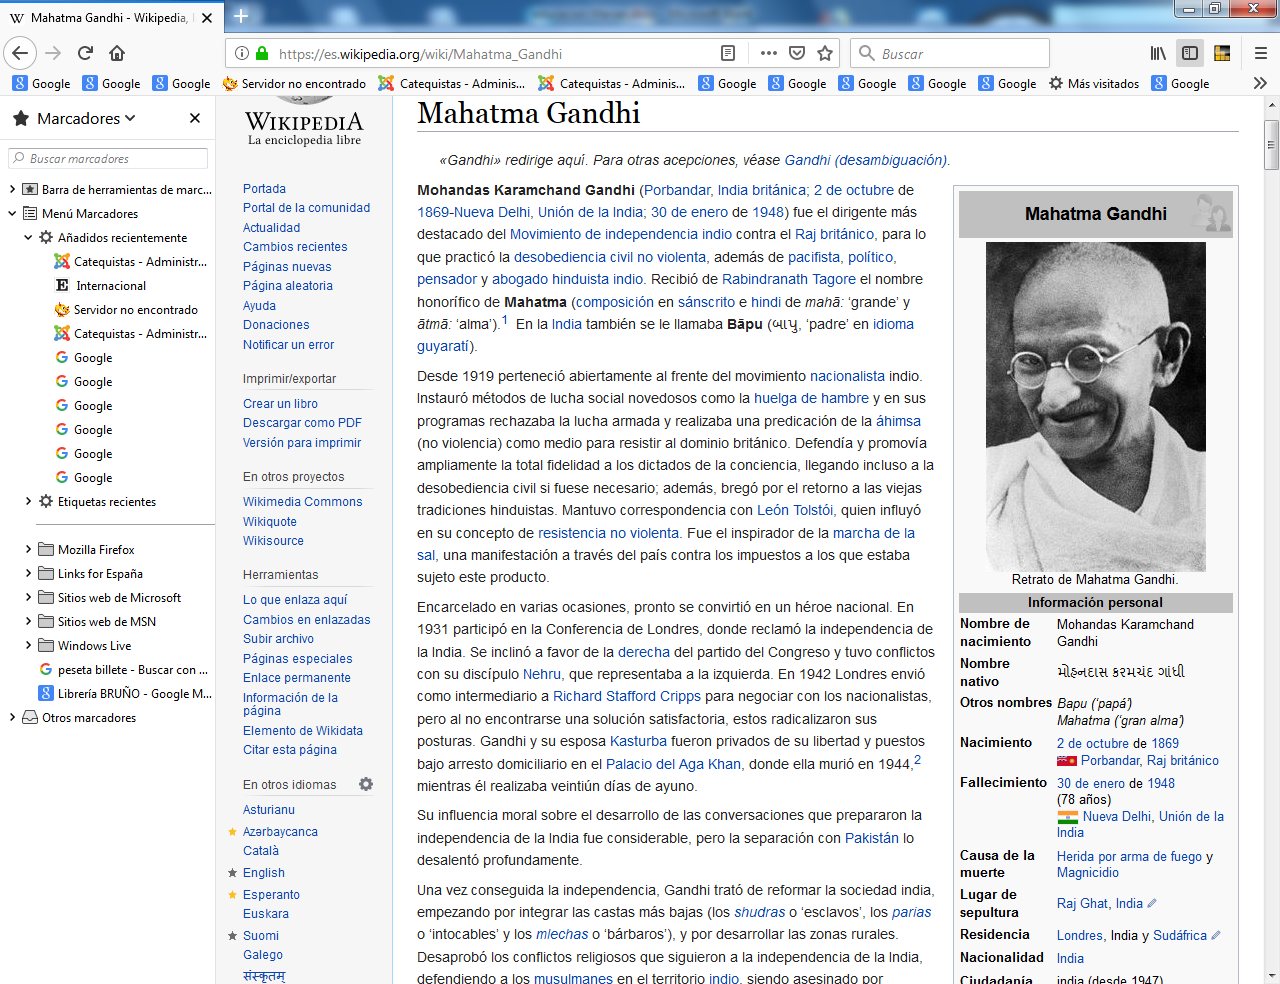 Mahatma Gandhi - Wikipedia,
https://es.wikipedia.org/wiki/Mahatma_Gandhi
Buscar
Google
Google
Google
Servidor no encontrado
Catequistas - Adminis...
Catequistas - Adminis...
Google
Google
Google
Google
Google
Más visitados
Google
Marcadores
Buscar marcadores
Barra de herramientas de marc...
Menú Marcadores
Añadidos recientemente
Catequistas - Administr...
Internacional
Servidor no encontrado
Catequistas - Administr...
Google
Google
Google
Google
Google
Google
Etiquetas recientes
Mozilla Firefox
Links for España
Sitios web de Microsoft
Sitios web de MSN
Windows Live
peseta billete - Buscar con ...
Librería BRUÑO - Google M...
Otros marcadores
WIKIPEDIA
La enciclopedia libre
Portada
Portal de la comunidad
Actualidad
Cambios recientes
Páginas nuevas
Página aleatoria
Ayuda
Donaciones
Notificar un error
Imprimir/exportar
Crear un libro
Descargar como PDF
Versión para imprimir
En otros proyectos
Wikimedia Commons
Wikiquote
Wikisource
Herramientas
Lo que enlaza aquí
Cambios en enlazadas
Subir archivo
Páginas especiales
Enlace permanente
Información de la
página
Elemento de Wikidata
Citar esta página
En otros idiomas
Asturianu
Azərbaycanca
Català
English
Esperanto
Euskara
Suomi
Galego
संस्कृतम्
Mahatma Gandhi
«Gandhi» redirige aquí. Para otras acepciones, véase Gandhi (desambiguación).
Mohandas Karamchand Gandhi (Porbandar, India británica; 2 de octubre de
1869-Nueva Delhi, Unión de la India; 30 de enero de 1948) fue el dirigente más
destacado del Movimiento de independencia indio contra el Raj británico, para lo
que practicó la desobediencia civil no violenta, además de pacifista, político,
pensador y abogado hinduista indio. Recibió de Rabindranath Tagore el nombre
honorífico de Mahatma (composición en sánscrito e hindi de mahā: ‘grande’ y
ātmā: ‘alma’).1 En la India también se le llamaba Bāpu (બાપુ, ‘padre’ en idioma
guyaratí).
Desde 1919 perteneció abiertamente al frente del movimiento nacionalista indio.
Instauró métodos de lucha social novedosos como la huelga de hambre y en sus
programas rechazaba la lucha armada y realizaba una predicación de la áhimsa
(no violencia) como medio para resistir al dominio británico. Defendía y promovía
ampliamente la total fidelidad a los dictados de la conciencia, llegando incluso a la
desobediencia civil si fuese necesario; además, bregó por el retorno a las viejas
tradiciones hinduistas. Mantuvo correspondencia con León Tolstói, quien influyó
en su concepto de resistencia no violenta. Fue el inspirador de la marcha de la
sal, una manifestación a través del país contra los impuestos a los que estaba
sujeto este producto.
Encarcelado en varias ocasiones, pronto se convirtió en un héroe nacional. En
1931 participó en la Conferencia de Londres, donde reclamó la independencia de
la India. Se inclinó a favor de la derecha del partido del Congreso y tuvo conflictos
con su discípulo Nehru, que representaba a la izquierda. En 1942 Londres envió
como intermediario a Richard Stafford Cripps para negociar con los nacionalistas,
pero al no encontrarse una solución satisfactoria, estos radicalizaron sus
posturas. Gandhi y su esposa Kasturba fueron privados de su libertad y puestos
bajo arresto domiciliario en el Palacio del Aga Khan, donde ella murió en 1944,2
mientras él realizaba veintiún días de ayuno.
Su influencia moral sobre el desarrollo de las conversaciones que prepararon la
independencia de la India fue considerable, pero la separación con Pakistán lo
desalentó profundamente.
Una vez conseguida la independencia, Gandhi trató de reformar la sociedad india,
empezando por integrar las castas más bajas (los shudras o ‘esclavos’, los parias
o ‘intocables’ y los mlechas o ‘bárbaros’), y por desarrollar las zonas rurales.
Desaprobó los conflictos religiosos que siguieron a la independencia de la India,
defendiendo a los musulmanes en el territorio indio, siendo asesinado por
Mahatma Gandhi
Retrato de Mahatma Gandhi.
Información personal
Nombre de nacimiento Mohandas Karamchand Gandhi
Nombre nativo મોહનદાસ કરમચંદ ગાંધી
Otros nombres Bapu (‘papá’)
Mahatma (‘gran alma’)
Nacimiento 2 de octubre de 1869
Porbandar, Raj británico
Fallecimiento 30 de enero de 1948
(78 años)
Nueva Delhi, Unión de la
India
Causa de la muerte Herida por arma de fuego y Magnicidio
Lugar de sepultura Raj Ghat, India
Residencia Londres, India y Sudáfrica
Nacionalidad India
Ciudadanía india (desde 1947)